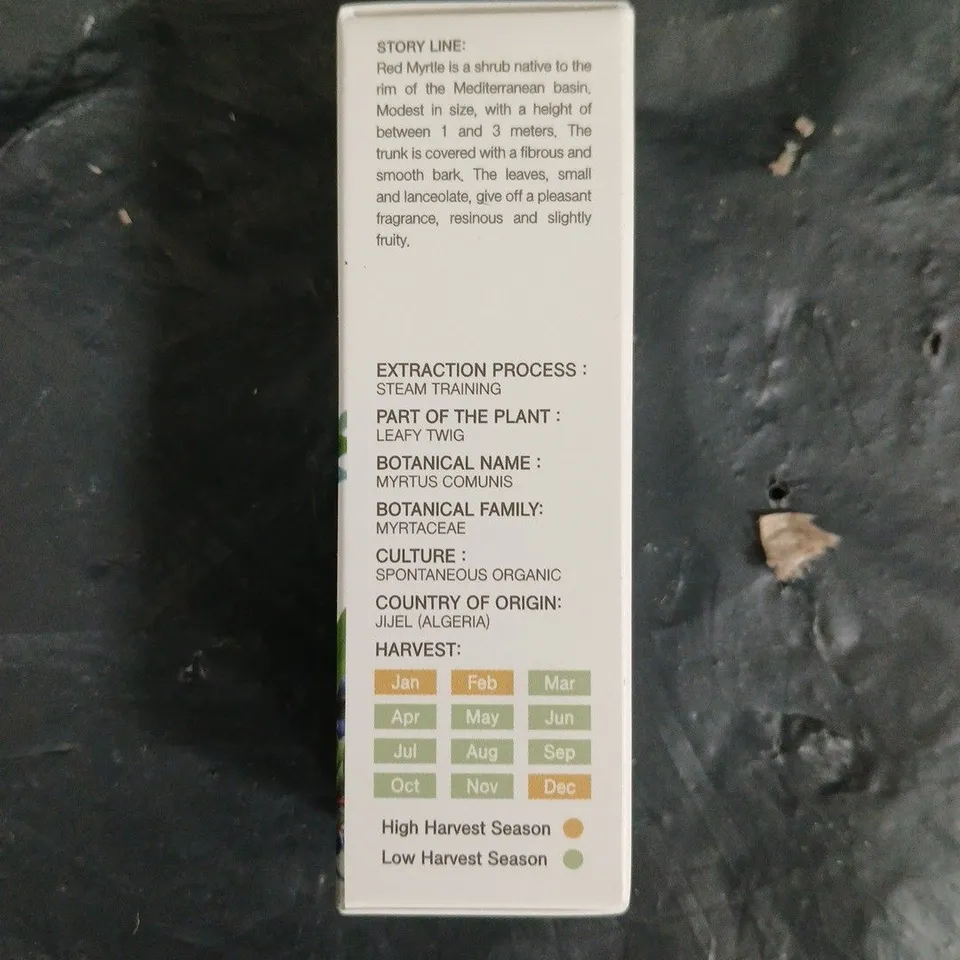 STORY LINE:
Red Myrtle is a shrub native to the
rim of the Mediterranean basin.
Modest in size, with a height of
between 1 and 3 meters. The
trunk is covered with a fibrous and
smooth bark. The leaves, small
and lanceolate, give off a pleasant
fragrance, resinous and slightly
fruity.
EXTRACTION PROCESS :
STEAM TRAINING
PART OF THE PLANT :
LEAFY TWIG
BOTANICAL NAME :
MYRTUS COMUNIS
BOTANICAL FAMILY:
MYRTACEAE
CULTURE :
SPONTANEOUS ORGANIC
COUNTRY OF ORIGIN:
JIJEL (ALGERIA)
HARVEST:
Jan Feb Mar
Apr May Jun
Jul Aug Sep
Oct Nov Dec
High Harvest Season
Low Harvest Season